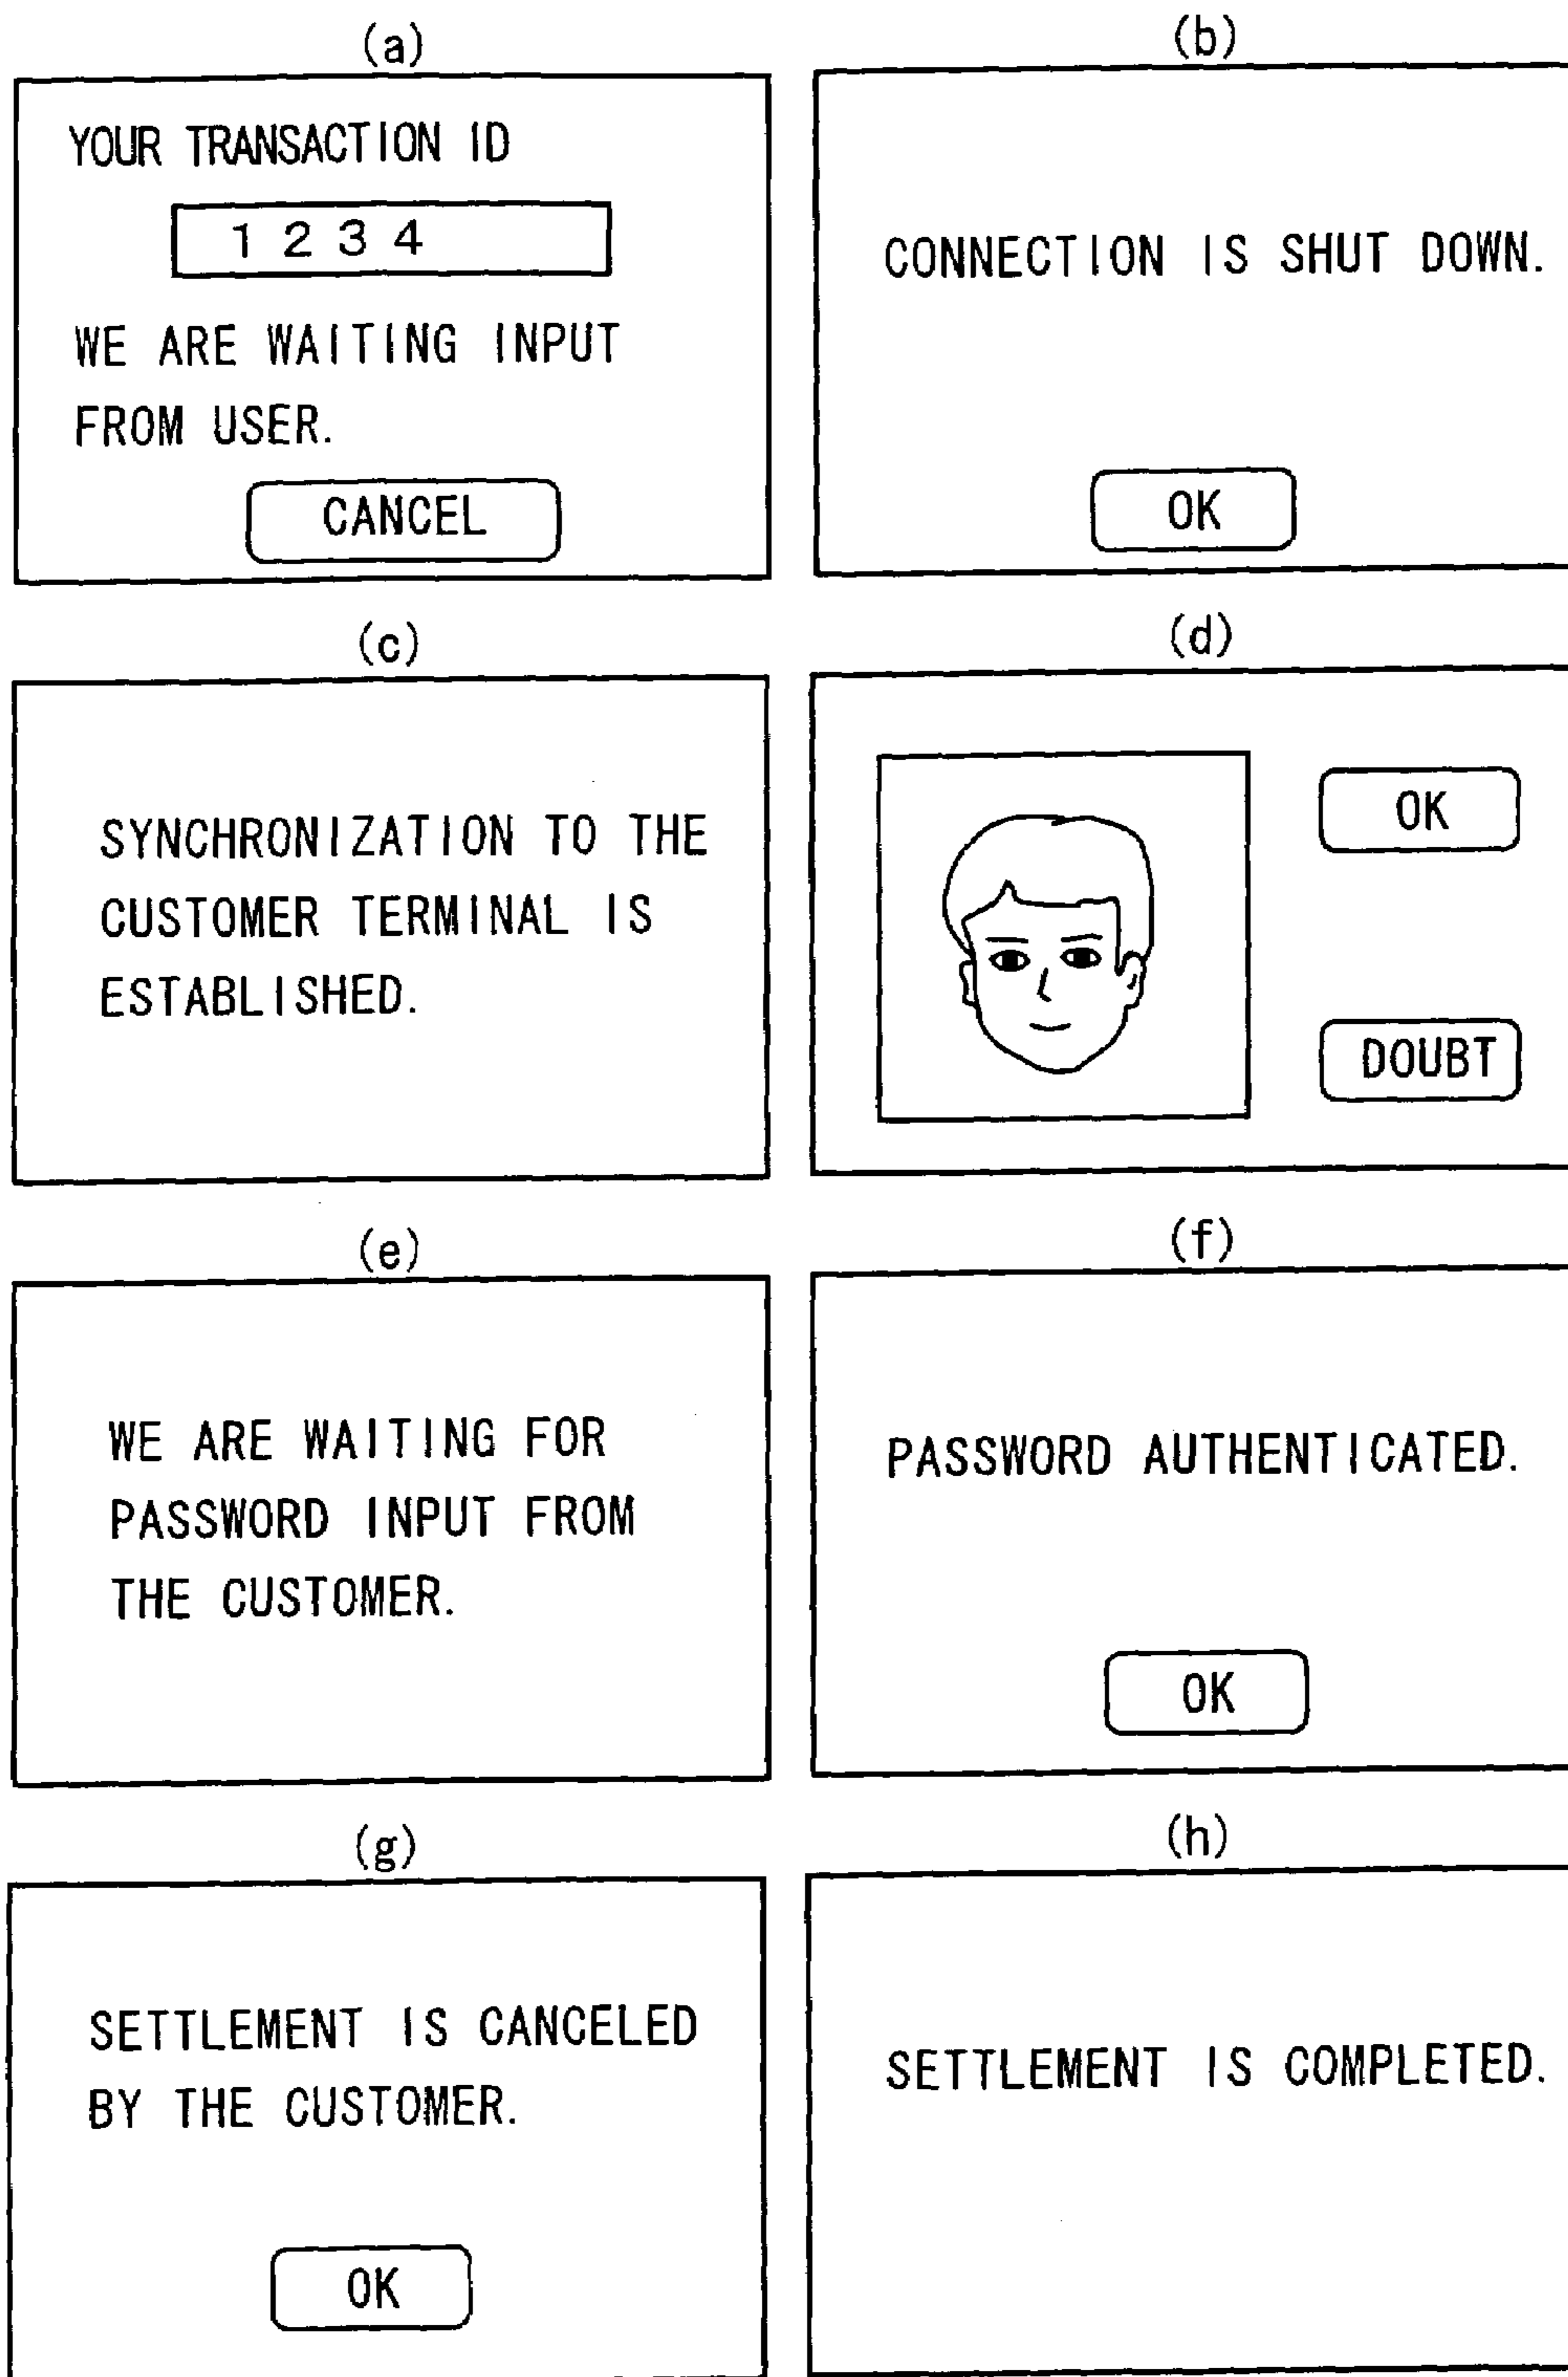 (a)
YOUR TRANSACTION ID
1 2 3 4
WE ARE WAITING INPUT
FROM USER.
CANCEL
(b)
CONNECTION IS SHUT DOWN.
OK
(c)
SYNCHRONIZATION TO THE
CUSTOMER TERMINAL IS
ESTABLISHED.
(d)
OK
DOUBT
(e)
WE ARE WAITING FOR
PASSWORD INPUT FROM
THE CUSTOMER.
(f)
PASSWORD AUTHENTICATED.
OK
(g)
SETTLEMENT IS CANCELED
BY THE CUSTOMER.
OK
(h)
SETTLEMENT IS COMPLETED.